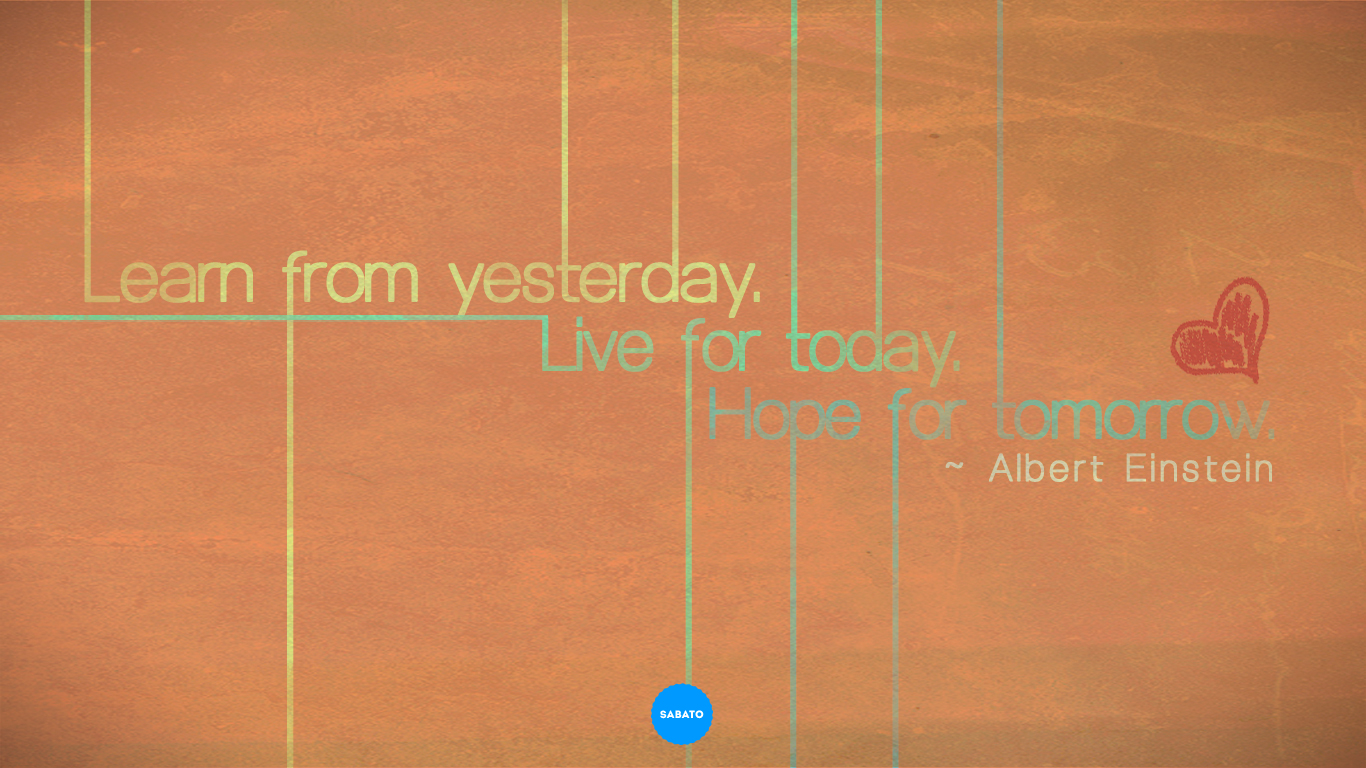 Learn from yesterday.
Live for today.
Hope for tomorrow.
~ Albert Einstein
SABATO